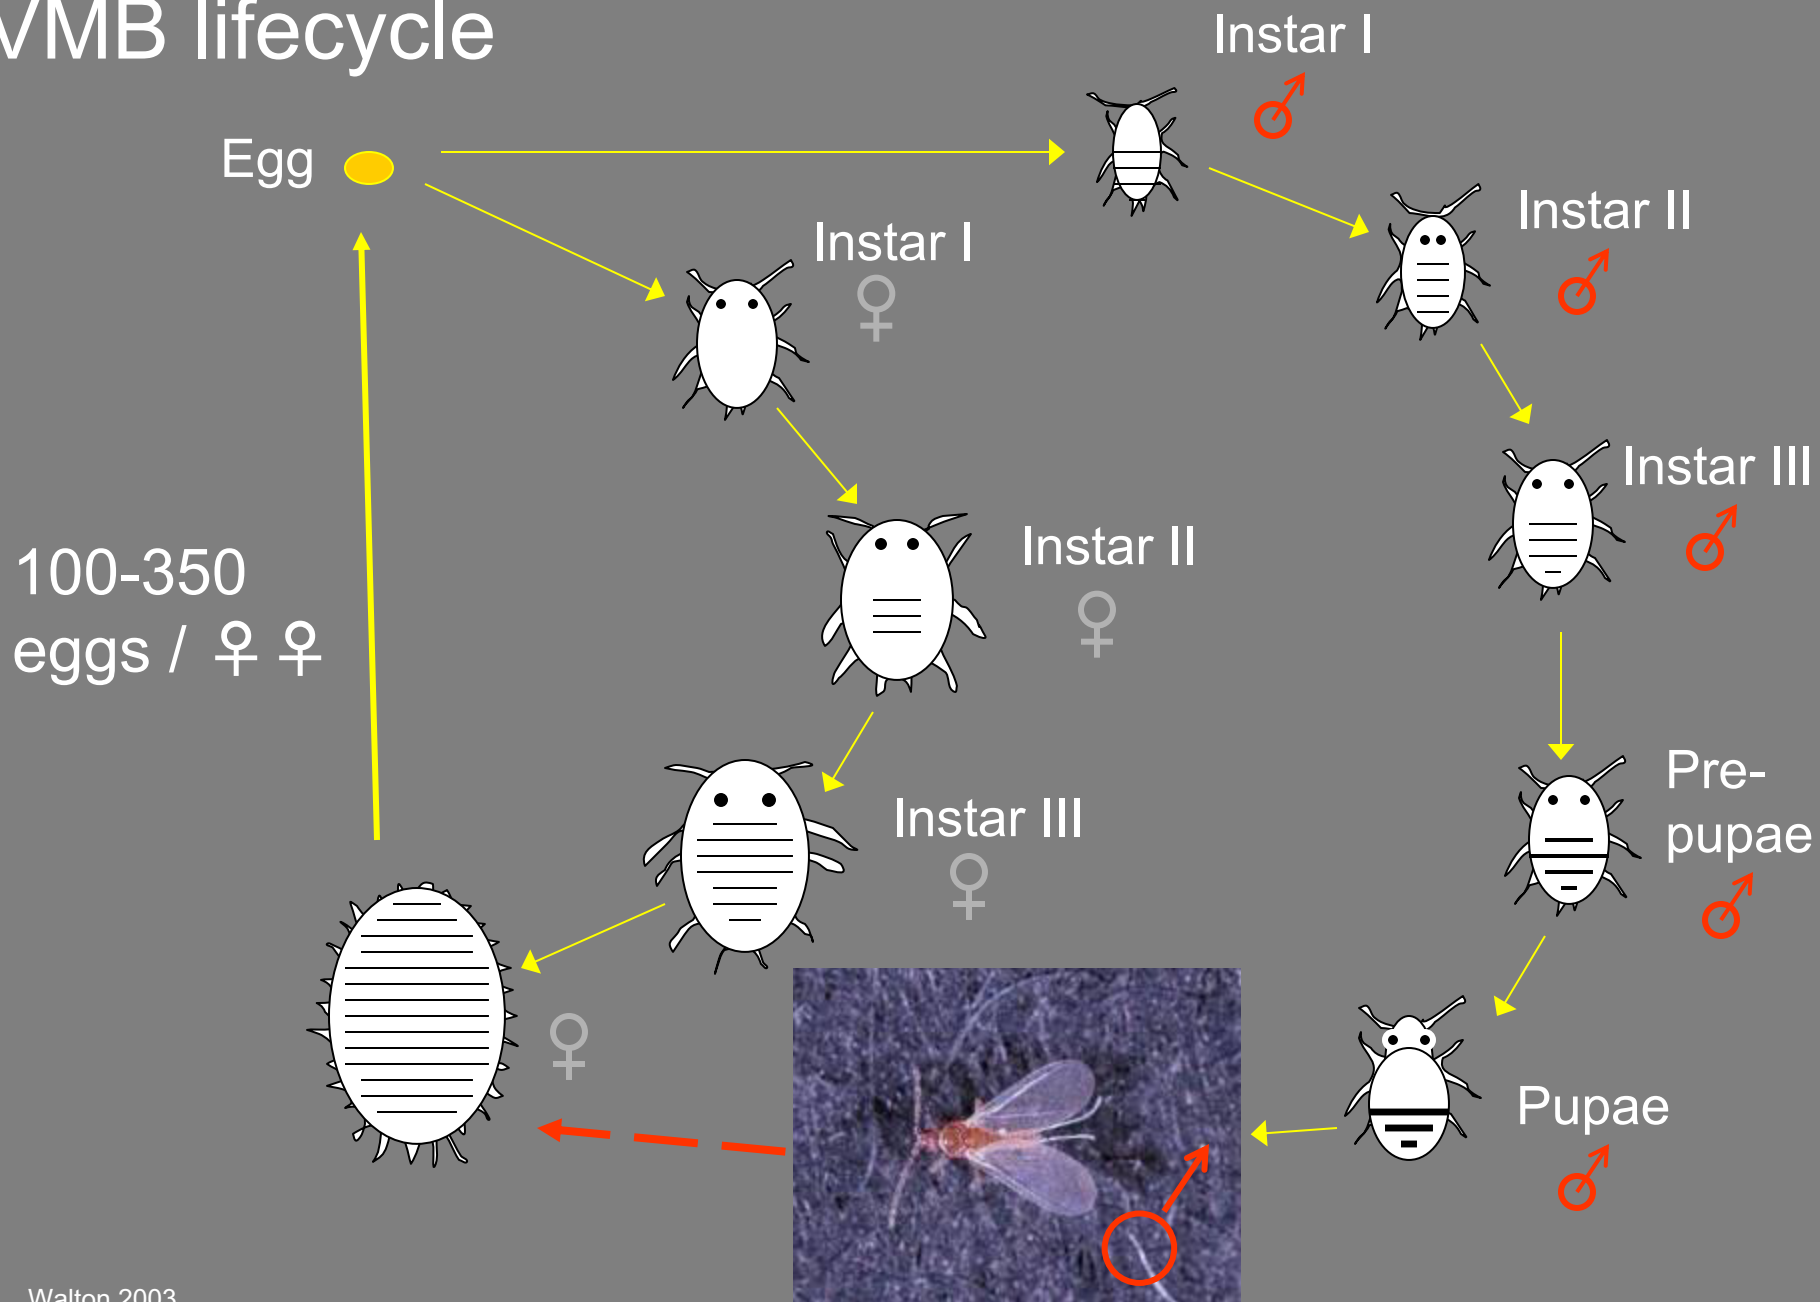 VMB lifecycle
Instar I
Egg
Instar II
Instar I
Instar III
Instar II
100-350
eggs / ♀♀
Pre-
pupae
Instar III
Pupae
Walton 2003